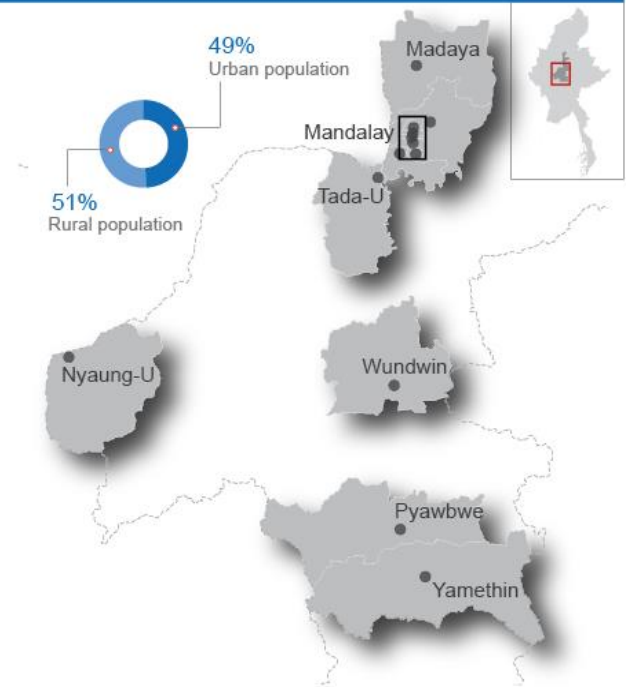 49%
Urban population
51%
Rural population
Madaya
Mandalay
Tada-U
Nyaung-U
Wundwin
Pyawbwe
Yamethin